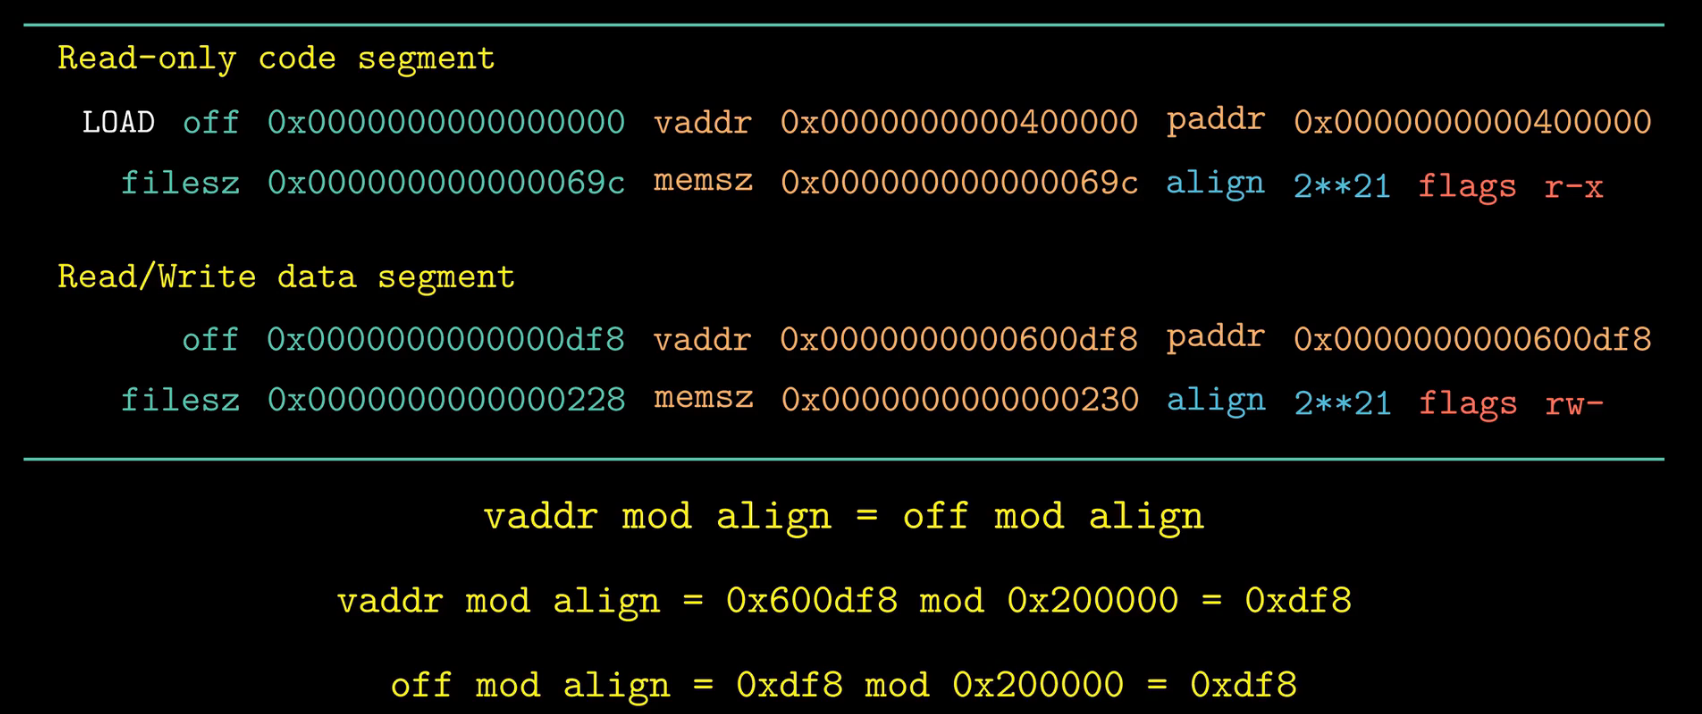 Read-only code segment
LOAD off 0x0000000000000000 vaddr 0x0000000000400000 paddr 0x0000000000400000
filesz 0x000000000000069c memsz 0x000000000000069c align 2**21 flags r-x
Read/Write data segment
off 0x0000000000000df8 vaddr 0x0000000000600df8 paddr 0x0000000000600df8
filesz 0x0000000000000228 memsz 0x0000000000000230 align 2**21 flags rw-
vaddr mod align = off mod align
vaddr mod align = 0x600df8 mod 0x200000 = 0xdf8
off mod align = 0xdf8 mod 0x200000 = 0xdf8